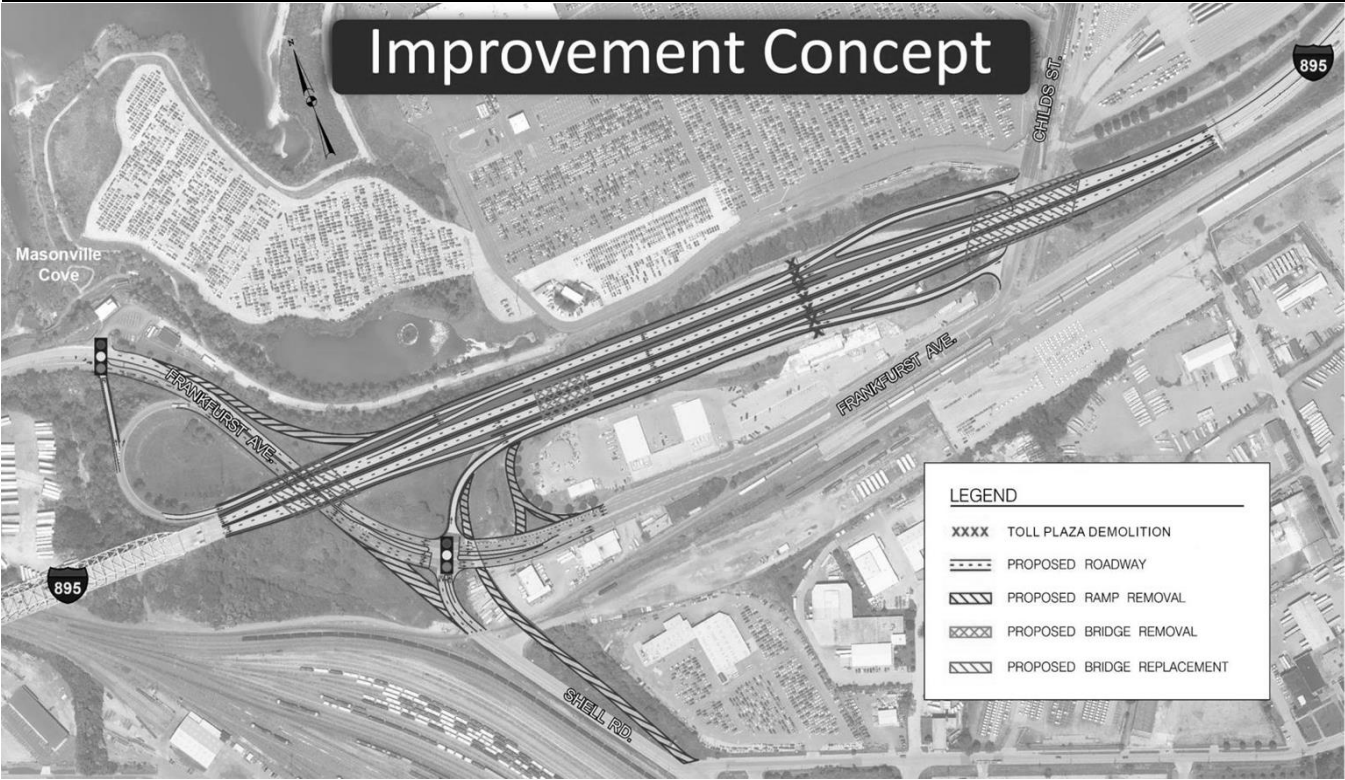 Improvement Concept
N
895
CHILDS ST.
Masonville
Cove
FRANKFURST AVE.
FRANKFURST AVE.
895
SHELL RD.
LEGEND
XXXX TOLL PLAZA DEMOLITION
PROPOSED ROADWAY
PROPOSED RAMP REMOVAL
PROPOSED BRIDGE REMOVAL
PROPOSED BRIDGE REPLACEMENT